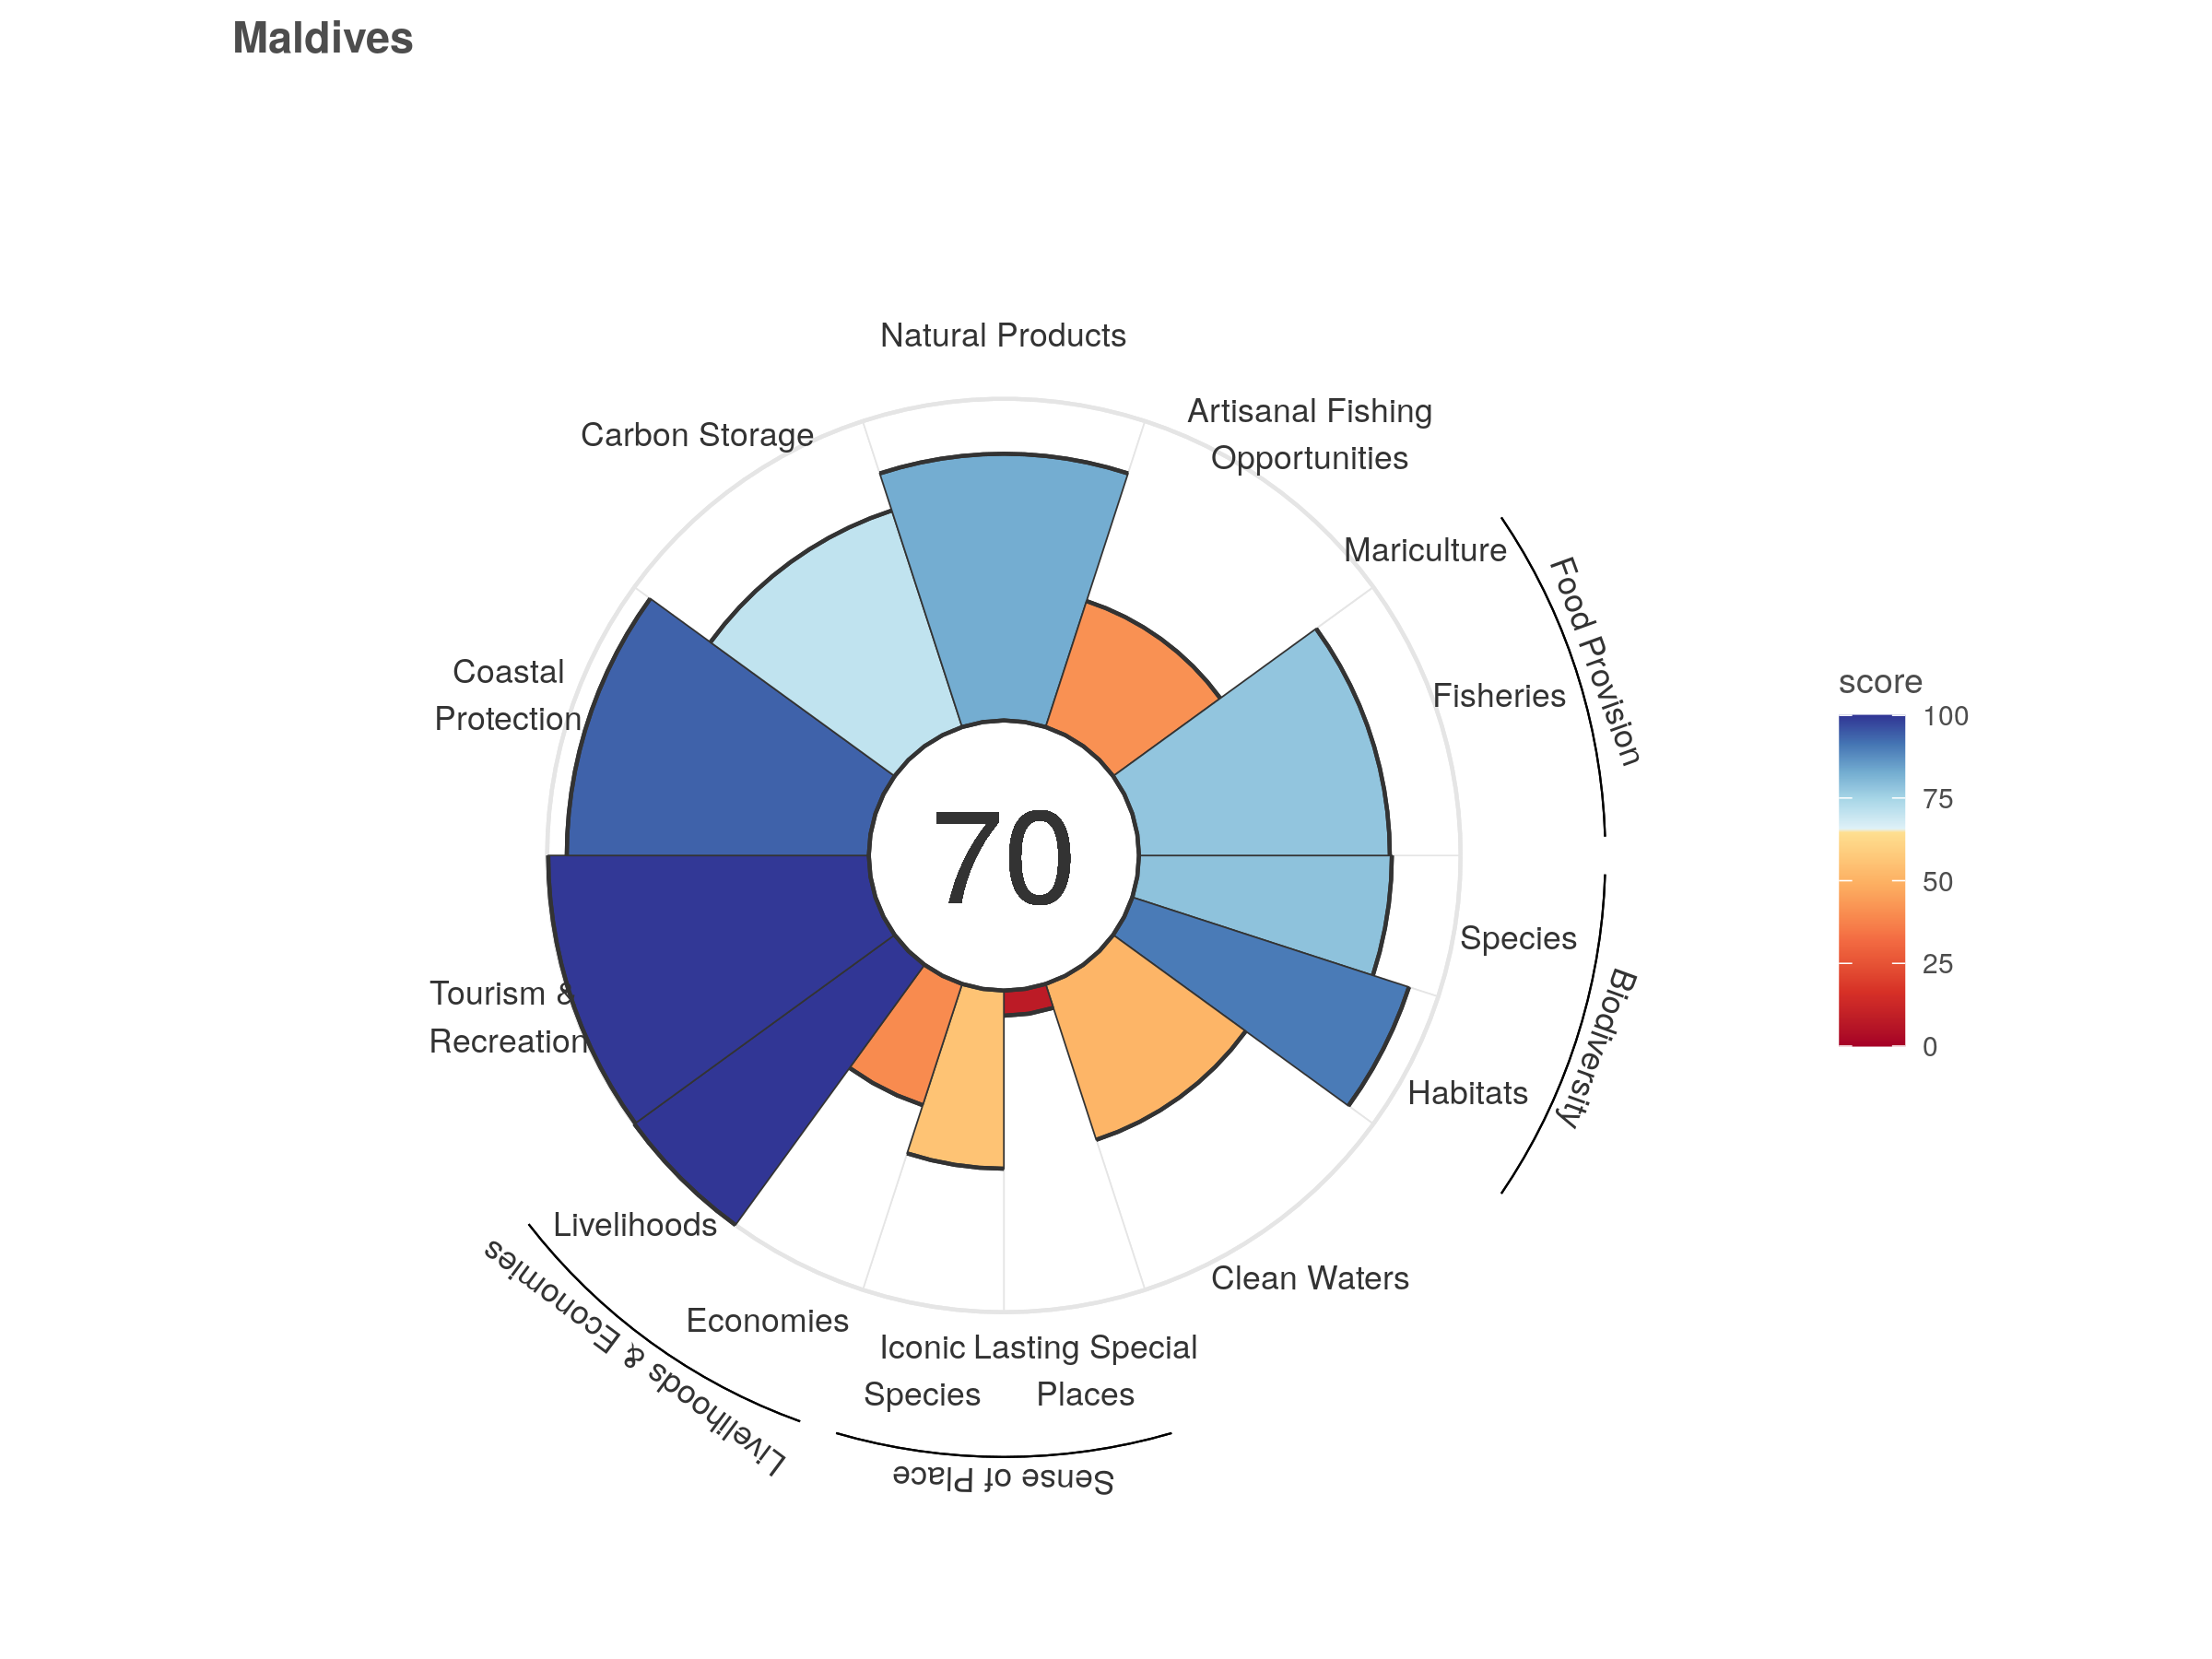 Maldives
Natural Products
Artisanal Fishing
Opportunities
Carbon Storage
Mariculture
Food Provision
Fisheries
Coastal
Protection
score
100
75
50
25
0
70
Species
Biodiversity
Habitats
Tourism &
Recreation
Livelihoods
Livelihoods & Economies
Economies
Clean Waters
Iconic
Species
Lasting Special
Places
Sense of Place